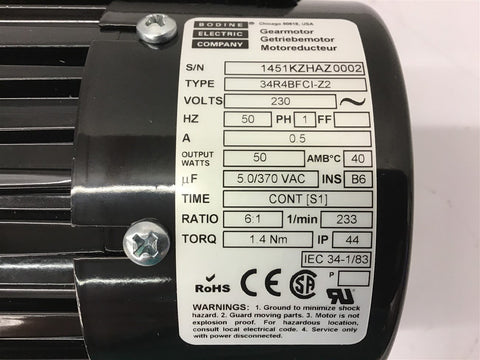 BODINE ELECTRIC COMPANY
Chicago 60618, USA
Gearmotor
Getriebemotor
Motoreducteur
S/N 1451KZHAZ0002
TYPE 34R4BFCI-Z2
VOLTS 230 ~
HZ 50 PH 1 FF
A 0.5
OUTPUT WATTS 50 AMB°C 40
µF 5.0/370 VAC INS B6
TIME CONT [S1]
RATIO 6:1 1/min 233
TORQ 1.4 Nm IP 44
IEC 34-1/83
P
RoHS CE SA RU
WARNINGS: 1. Ground to minimize shock
hazard. 2. Guard moving parts. 3. Motor is not
explosion proof. For hazardous location,
consult local electrical code. 4. Service only
with power disconnected.